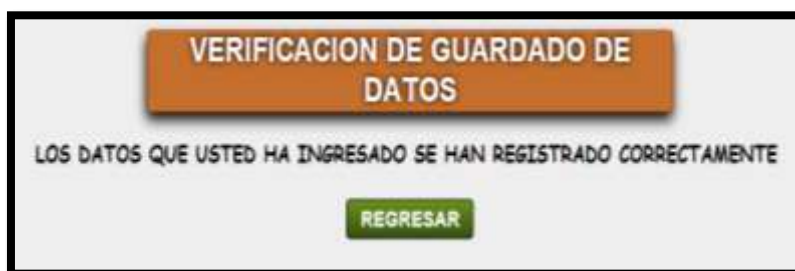 VERIFICACION DE GUARDADO DE
DATOS
LOS DATOS QUE USTED HA INGRESADO SE HAN REGISTRADO CORRECTAMENTE
REGRESAR